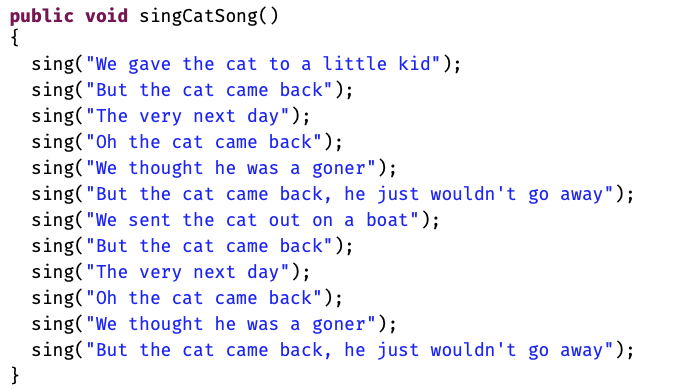 public void singCatSong()
{
  sing("We gave the cat to a little kid");
  sing("But the cat came back");
  sing("The very next day");
  sing("Oh the cat came back");
  sing("We thought he was a goner");
  sing("But the cat came back, he just wouldn't go away");
  sing("We sent the cat out on a boat");
  sing("But the cat came back");
  sing("The very next day");
  sing("Oh the cat came back");
  sing("We thought he was a goner");
  sing("But the cat came back, he just wouldn't go away");
}